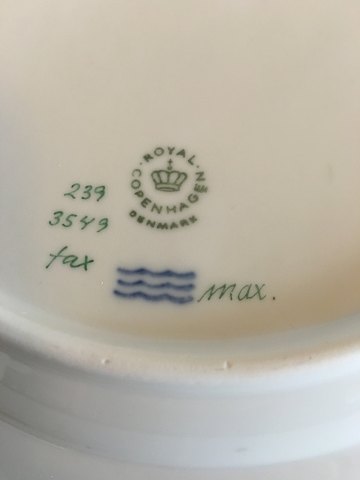 ROYAL COPENHAGEN
DENMARK
239
3549
fax
max.